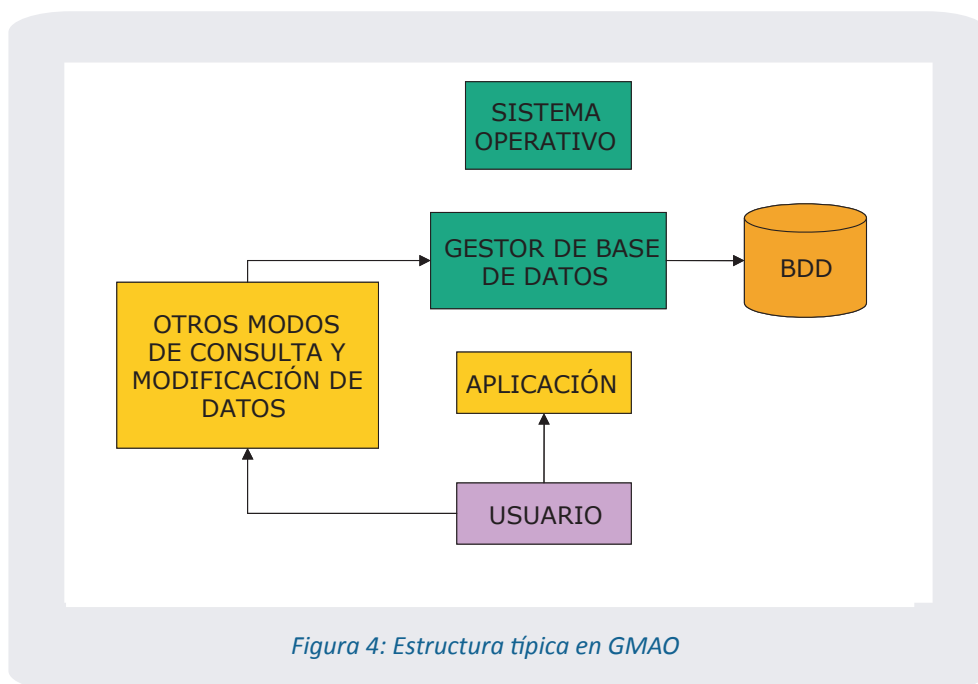 SISTEMA
OPERATIVO
GESTOR DE BASE
DE DATOS
BDD
OTROS MODOS
DE CONSULTA Y
MODIFICACIÓN DE
DATOS
APLICACIÓN
USUARIO
Figura 4: Estructura típica en GMAO